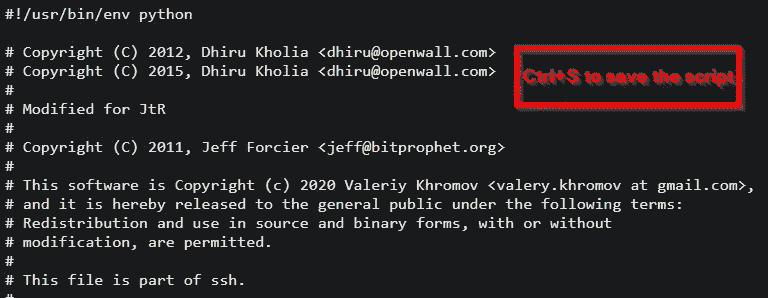 #!/usr/bin/env python
# Copyright (C) 2012, Dhiru Kholia <dhiru@openwall.com>
# Copyright (C) 2015, Dhiru Kholia <dhiru@openwall.com>
#
# Modified for JtR
#
# Copyright (C) 2011, Jeff Forcier <jeff@bitprophet.org>
#
# This software is Copyright (c) 2020 Valeriy Khromov <valery.khromov at gmail.com>,
# and it is hereby released to the general public under the following terms:
# Redistribution and use in source and binary forms, with or without
# modification, are permitted.
#
# This file is part of ssh.
#
Ctrl+S to save the script